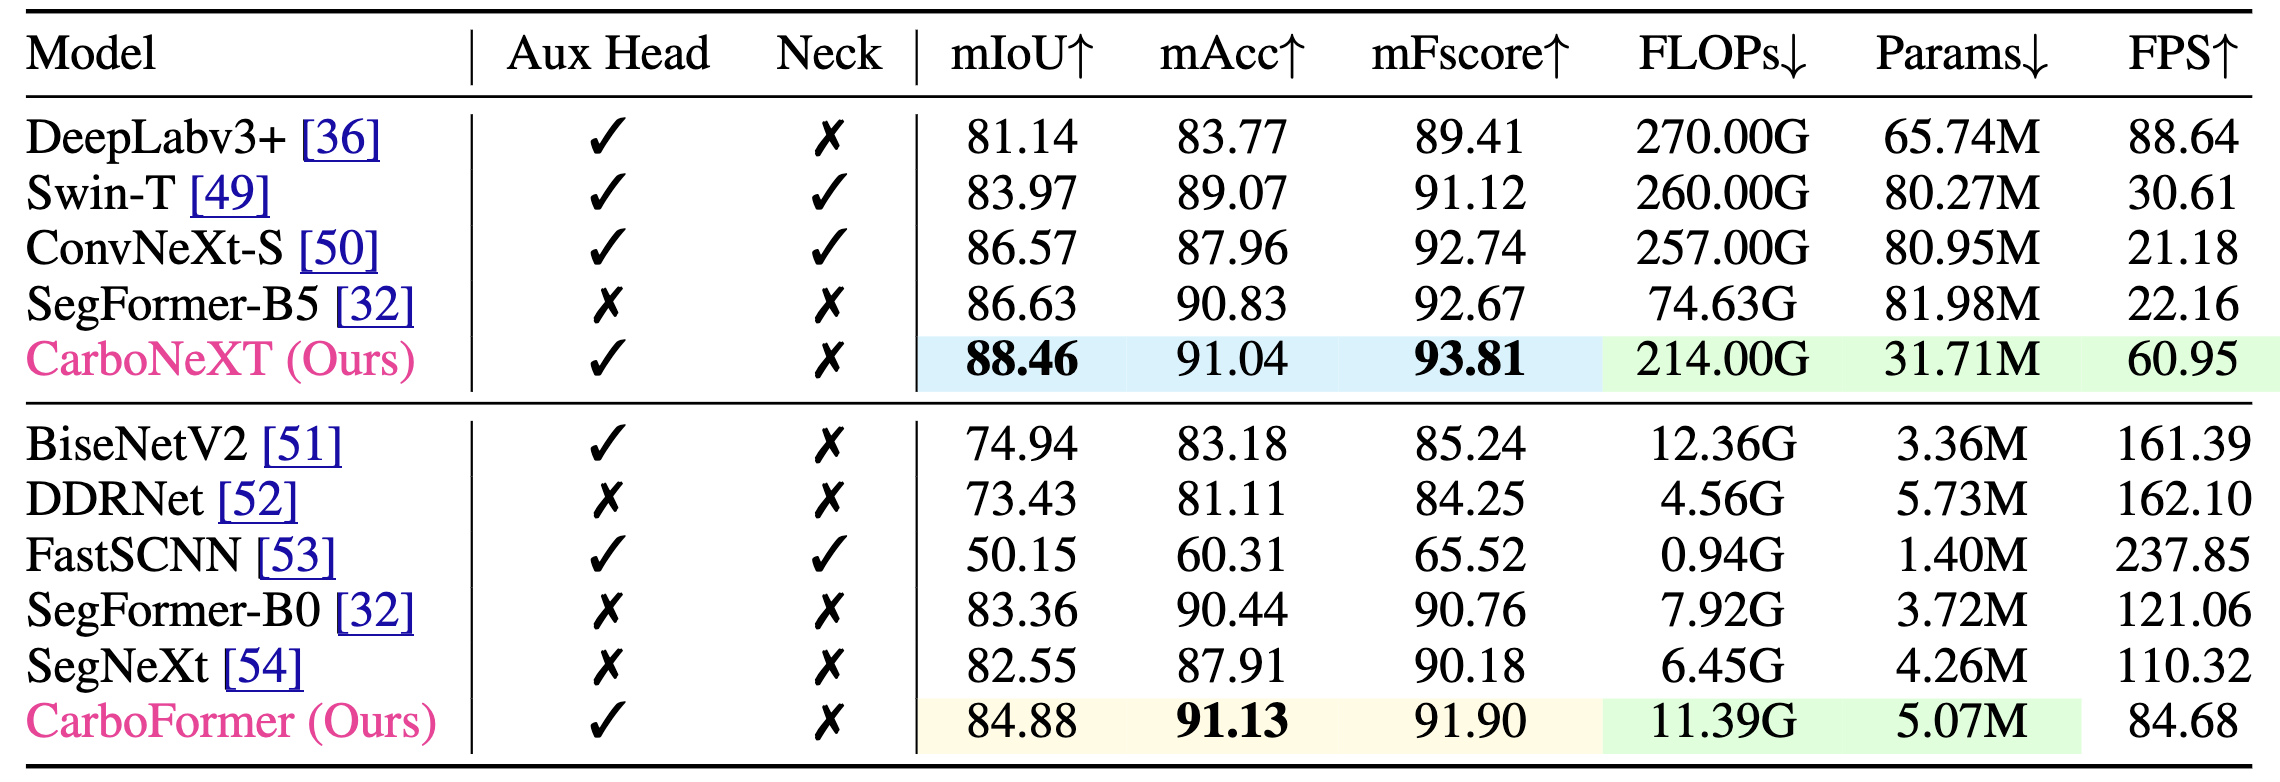 Model Aux Head Neck mIoU↑ mAcc↑ mFscore↑ FLOPs↓ Params↓ FPS↑
DeepLabv3+ [36] ✓ ✗ 81.14 83.77 89.41 270.00G 65.74M 88.64
Swin-T [49] ✓ ✓ 83.97 89.07 91.12 260.00G 80.27M 30.61
ConvNeXt-S [50] ✓ ✓ 86.57 87.96 92.74 257.00G 80.95M 21.18
SegFormer-B5 [32] ✗ ✗ 86.63 90.83 92.67 74.63G 81.98M 22.16
CarboNeXT (Ours) ✓ ✗ 88.46 91.04 93.81 214.00G 31.71M 60.95
BiseNetV2 [51] ✓ ✗ 74.94 83.18 85.24 12.36G 3.36M 161.39
DDRNet [52] ✗ ✗ 73.43 81.11 84.25 4.56G 5.73M 162.10
FastSCNN [53] ✓ ✓ 50.15 60.31 65.52 0.94G 1.40M 237.85
SegFormer-B0 [32] ✗ ✗ 83.36 90.44 90.76 7.92G 3.72M 121.06
SegNeXt [54] ✗ ✗ 82.55 87.91 90.18 6.45G 4.26M 110.32
CarboFormer (Ours) ✓ ✗ 84.88 91.13 91.90 11.39G 5.07M 84.68